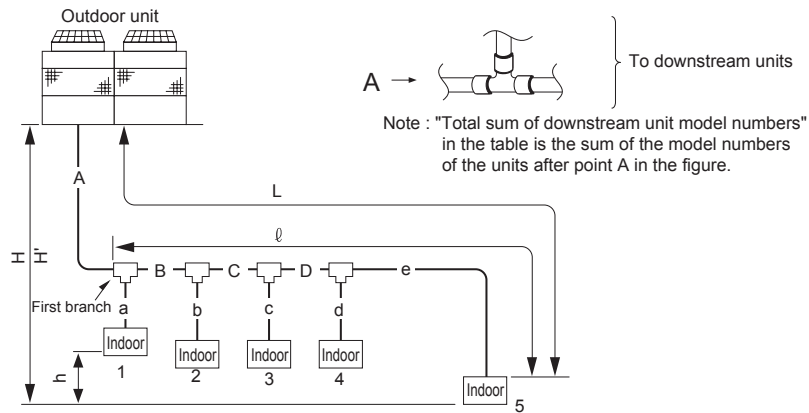 Outdoor unit
A →
To downstream units
Note : "Total sum of downstream unit model numbers"
in the table is the sum of the model numbers
of the units after point A in the figure.
A
L
H
H'
ℓ
B
C
D
e
First branch
a
b
c
d
Indoor
1
Indoor
2
Indoor
3
Indoor
4
h
Indoor
5